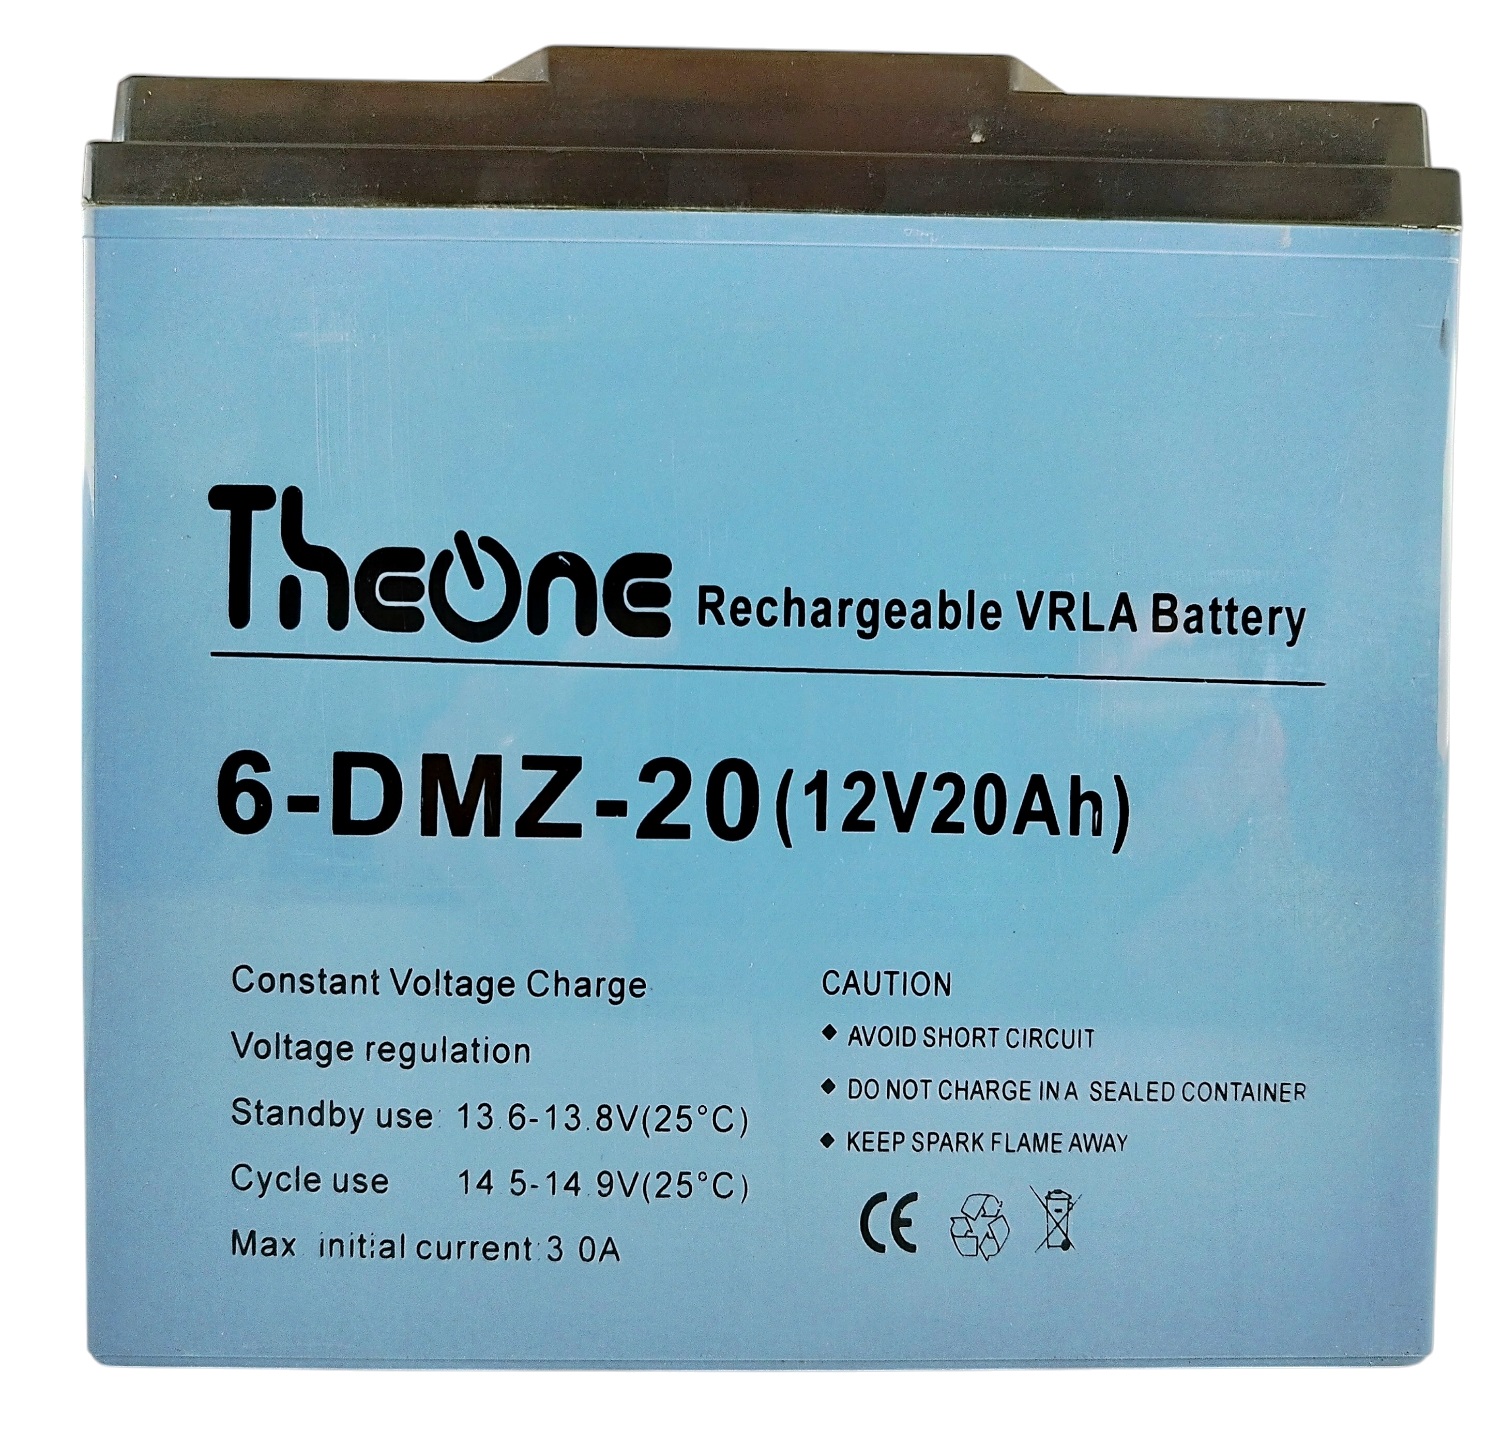 TheOne Rechargeable VRLA Battery
6-DMZ-20(12V20Ah)
Constant Voltage Charge
Voltage regulation
Standby use: 13.6-13.8V(25°C)
Cycle use 14.5-14.9V(25°C)
Max. initial current:3.0A
CAUTION
◆ AVOID SHORT CIRCUIT
◆ DO NOT CHARGE IN A SEALED CONTAINER
◆ KEEP SPARK FLAME AWAY
CE